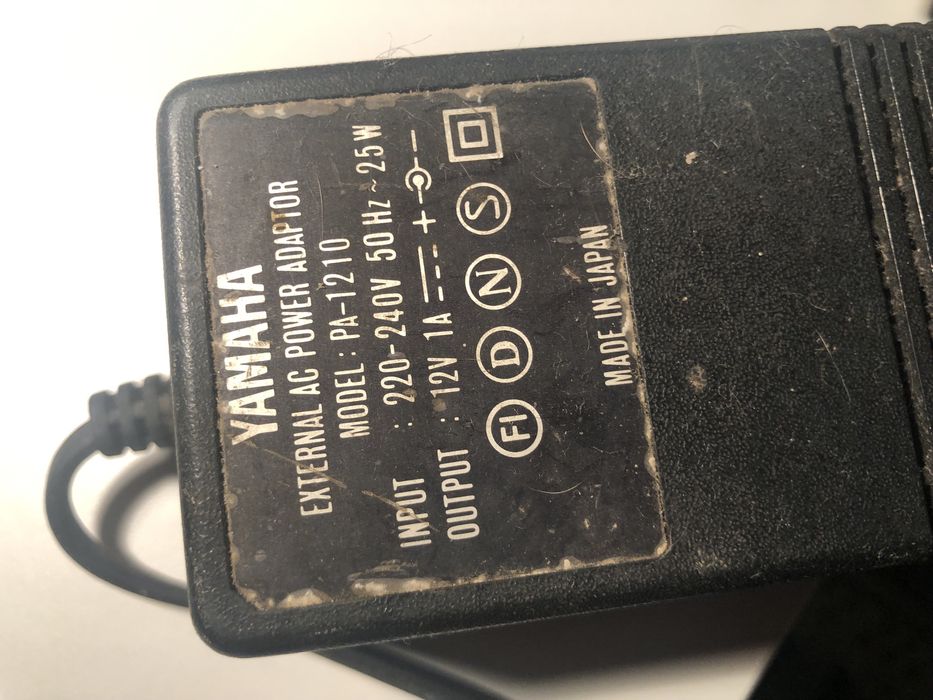 YAMAHA
EXTERNAL AC POWER ADAPTOR
MODEL : PA-1210
INPUT : 220-240V 50Hz ~ 25W
OUTPUT : 12V 1A ⎓ + -
FI D N S
MADE IN JAPAN